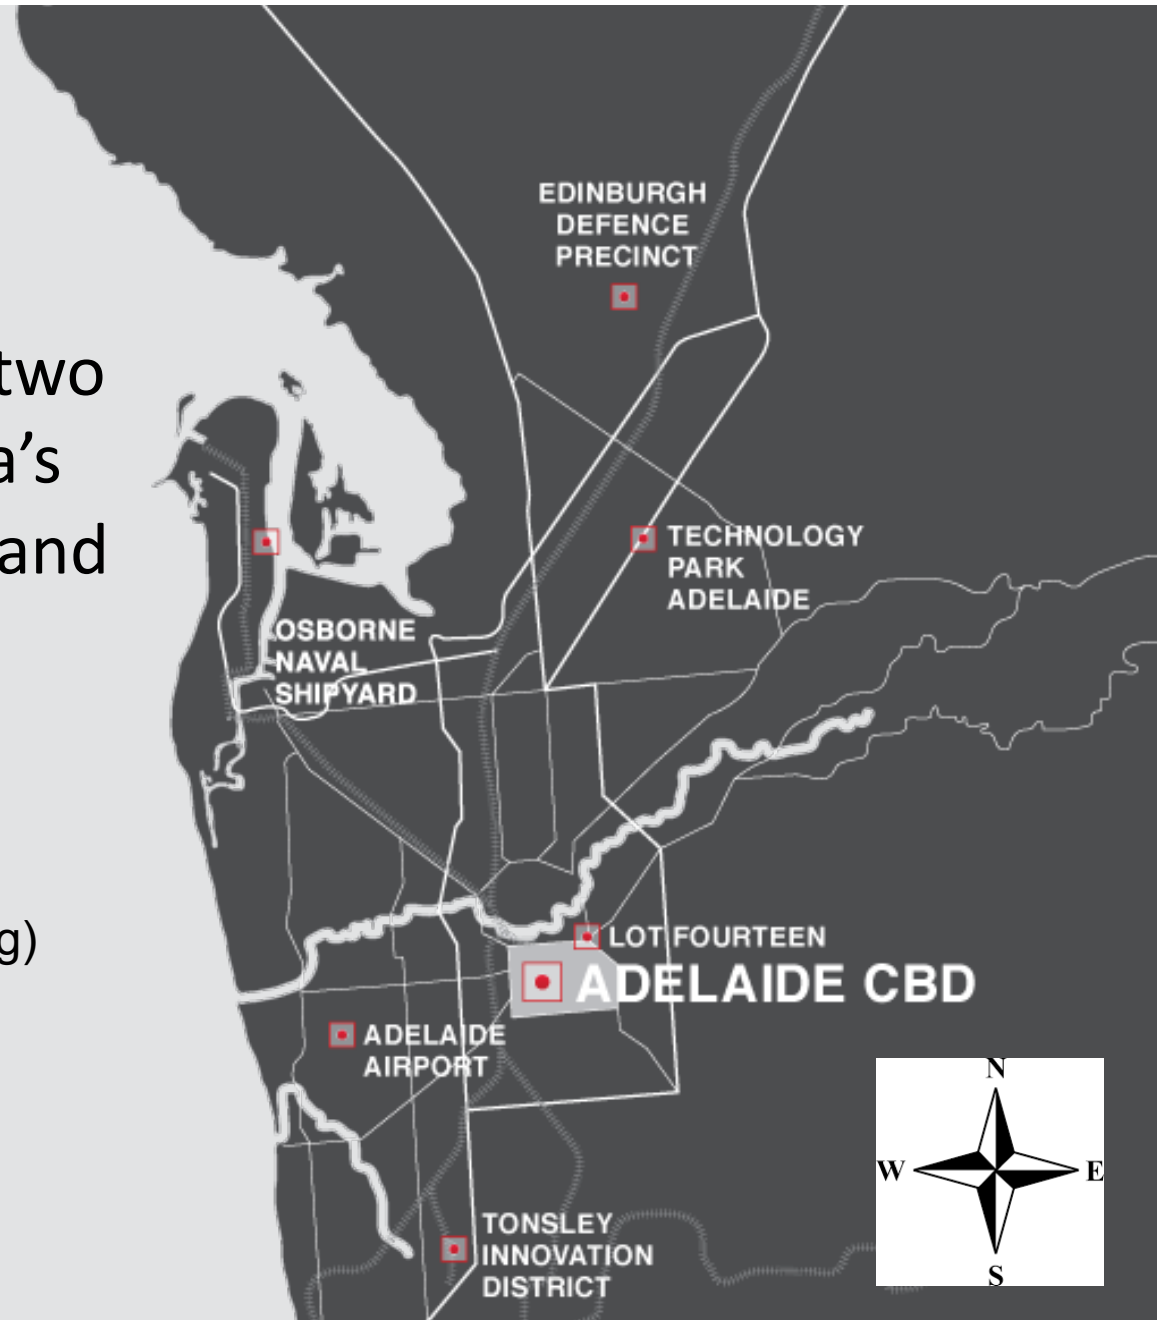 EDINBURGH
DEFENCE
PRECINCT
two
a’s
and
TECHNOLOGY
PARK
ADELAIDE
OSBORNE
NAVAL
SHIPYARD
g)
LOT FOURTEEN
ADELAIDE CBD
ADELAIDE
AIRPORT
N
W E
S
TONSLEY
INNOVATION
DISTRICT